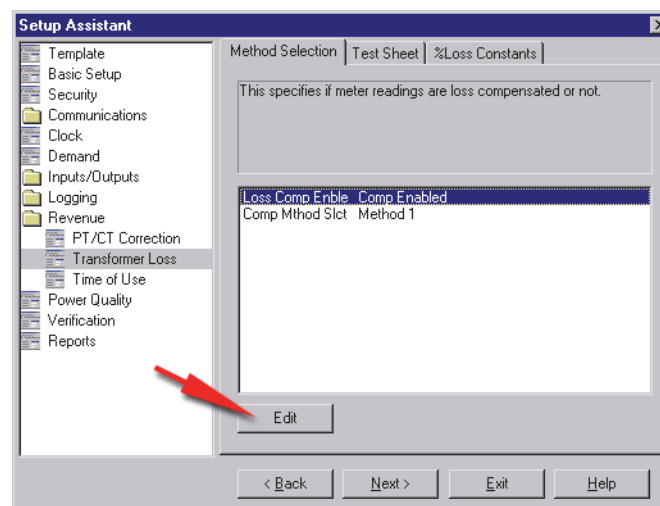 Setup Assistant
Template
Basic Setup
Security
Communications
Clock
Demand
Inputs/Outputs
Logging
Revenue
PT/CT Correction
Transformer Loss
Time of Use
Power Quality
Verification
Reports
Method Selection
Test Sheet
%Loss Constants
This specifies if meter readings are loss compensated or not.
Loss Comp Enble Comp Enabled
Comp Mthod Slct Method 1
Edit
< Back
Next >
Exit
Help